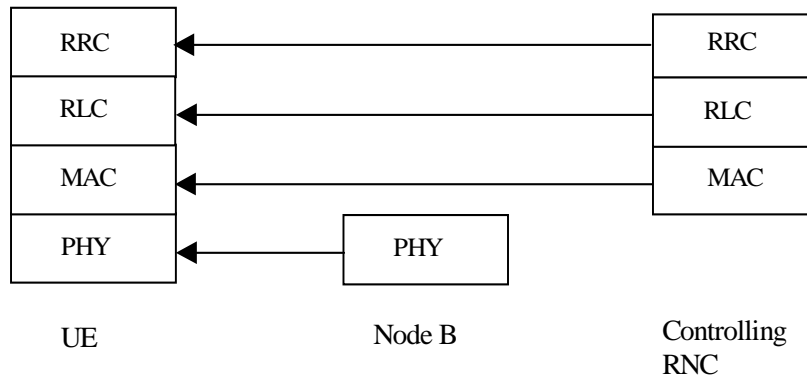 RRC
RRC
RLC
RLC
MAC
MAC
PHY
PHY
UE
Node B
Controlling
RNC